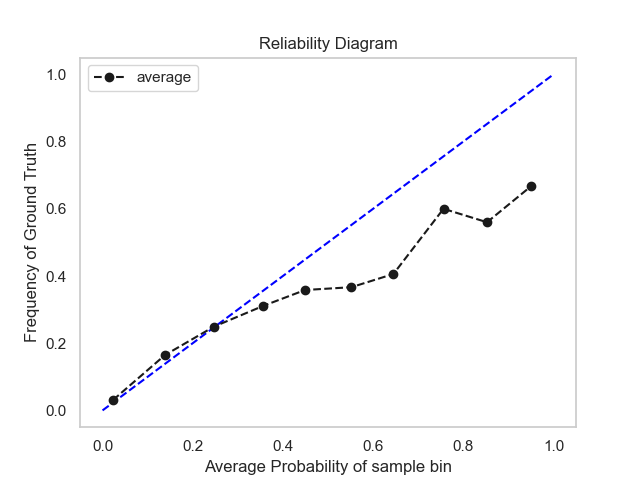 Reliability Diagram
average
Frequency of Ground Truth
1.0
0.8
0.6
0.4
0.2
0.0
0.0 0.2 0.4 0.6 0.8 1.0
Average Probability of sample bin